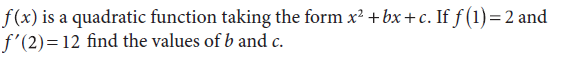 f(x) is a quadratic function taking the form x² + bx + c. If f(1) = 2 and
f′(2) = 12 find the values of b and c.